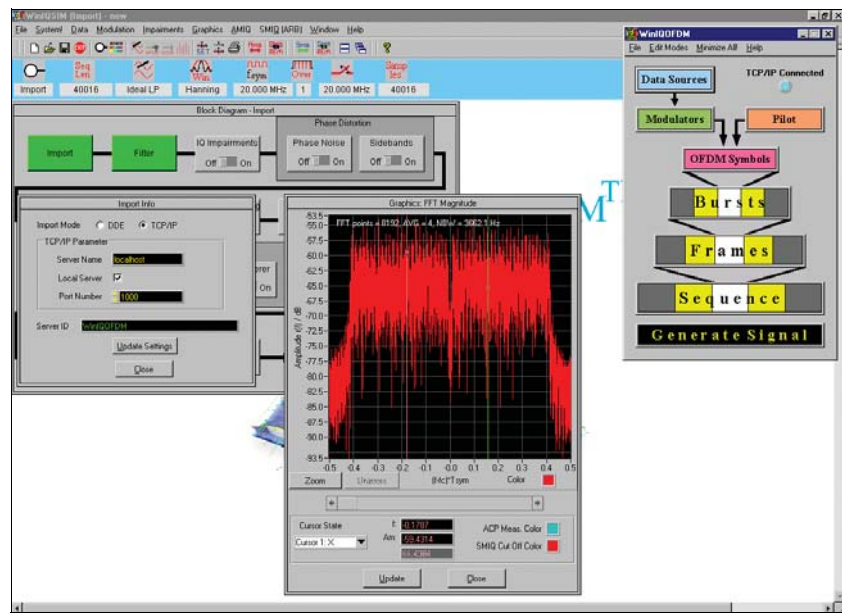 WinIQSIM (Import) - new
File System! Data Modulation Impairments Graphics AMIQ SMIQ (ARB) Window Help
Seq Len
Win
fsym
Over
Samp les
Import 40016 Ideal LP Hanning 20.000 MHz 1 20.000 MHz 40016
Block Diagram - Import
Phase Distortion
Import Filter IQ Impairments Phase Noise Sidebands
Off On Off On Off On
Import Info
Import Mode DDE TCP/IP
TCP/IP Parameter
Server Name localhost
Local Server
Port Number 1000
Server ID WinIQOFDM
Update Settings
Close
On
M
Graphics: FFT Magnitude
FFT points = 8192, AVG = 4, NBW = 3662.1 Hz
Amplitude r(f) / dB
-53.5
-55.0
-57.5
-60.0
-62.5
-65.0
-67.5
-70.0
-72.5
-75.0
-77.5
-80.0
-82.5
-85.0
-87.5
-90.0
-93.5
-0.5 -0.4 -0.3 -0.2 -0.1 -0.0 0.1 0.2 0.3 0.4 0.5
Zoom Color
Cursor State
Cursor 1: X
f: -0.1787
Am -59.4314
ACP Meas. Color
SMIQ Cut Off Color
Update Close
WinIQOFDM
File Edit Modes Minimize All! Help
Data Sources TCP/IP Connected
Modulators Pilot
OFDM Symbols
Bursts
Frames
Sequence
Generate Signal